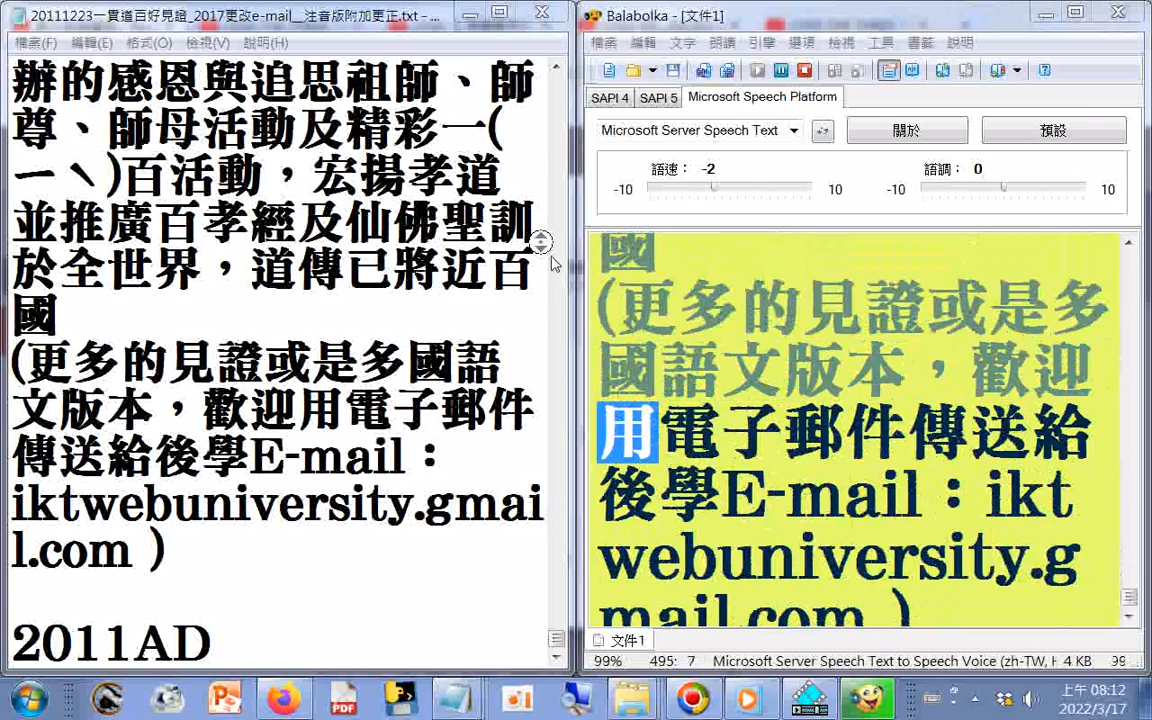 20111223一貫道百好見證_2017更改e-mail__注音版附加更正.txt - ...
檔案(F) 編輯(E) 格式(O) 檢視(V) 說明(H)
辦的感恩與追思祖師、師
尊、師母活動及精彩一(
ㄧˋ)百活動，宏揚孝道
並推廣百孝經及仙佛聖訓
於全世界，道傳已將近百
國
(更多的見證或是多國語
文版本，歡迎用電子郵件
傳送給後學E-mail：
iktwebuniversity.gmai
l.com )
2011AD
Balabolka - [文件1]
檔案 編輯 文字 朗讀 引擎 選項 檢視 工具 書籤 說明
SAPI 4 SAPI 5 Microsoft Speech Platform
Microsoft Server Speech Text 關於 預設
語速： -2 語調： 0
-10 10 -10 10
國
(更多的見證或是多
國語文版本，歡迎
用電子郵件傳送給
後學E-mail：ikt
webuniversity.g
mail.com )
文件1
99% 495: 7 Microsoft Server Speech Text to Speech Voice (zh-TW, H 4 KB 99
上午 08:12
2022/3/17